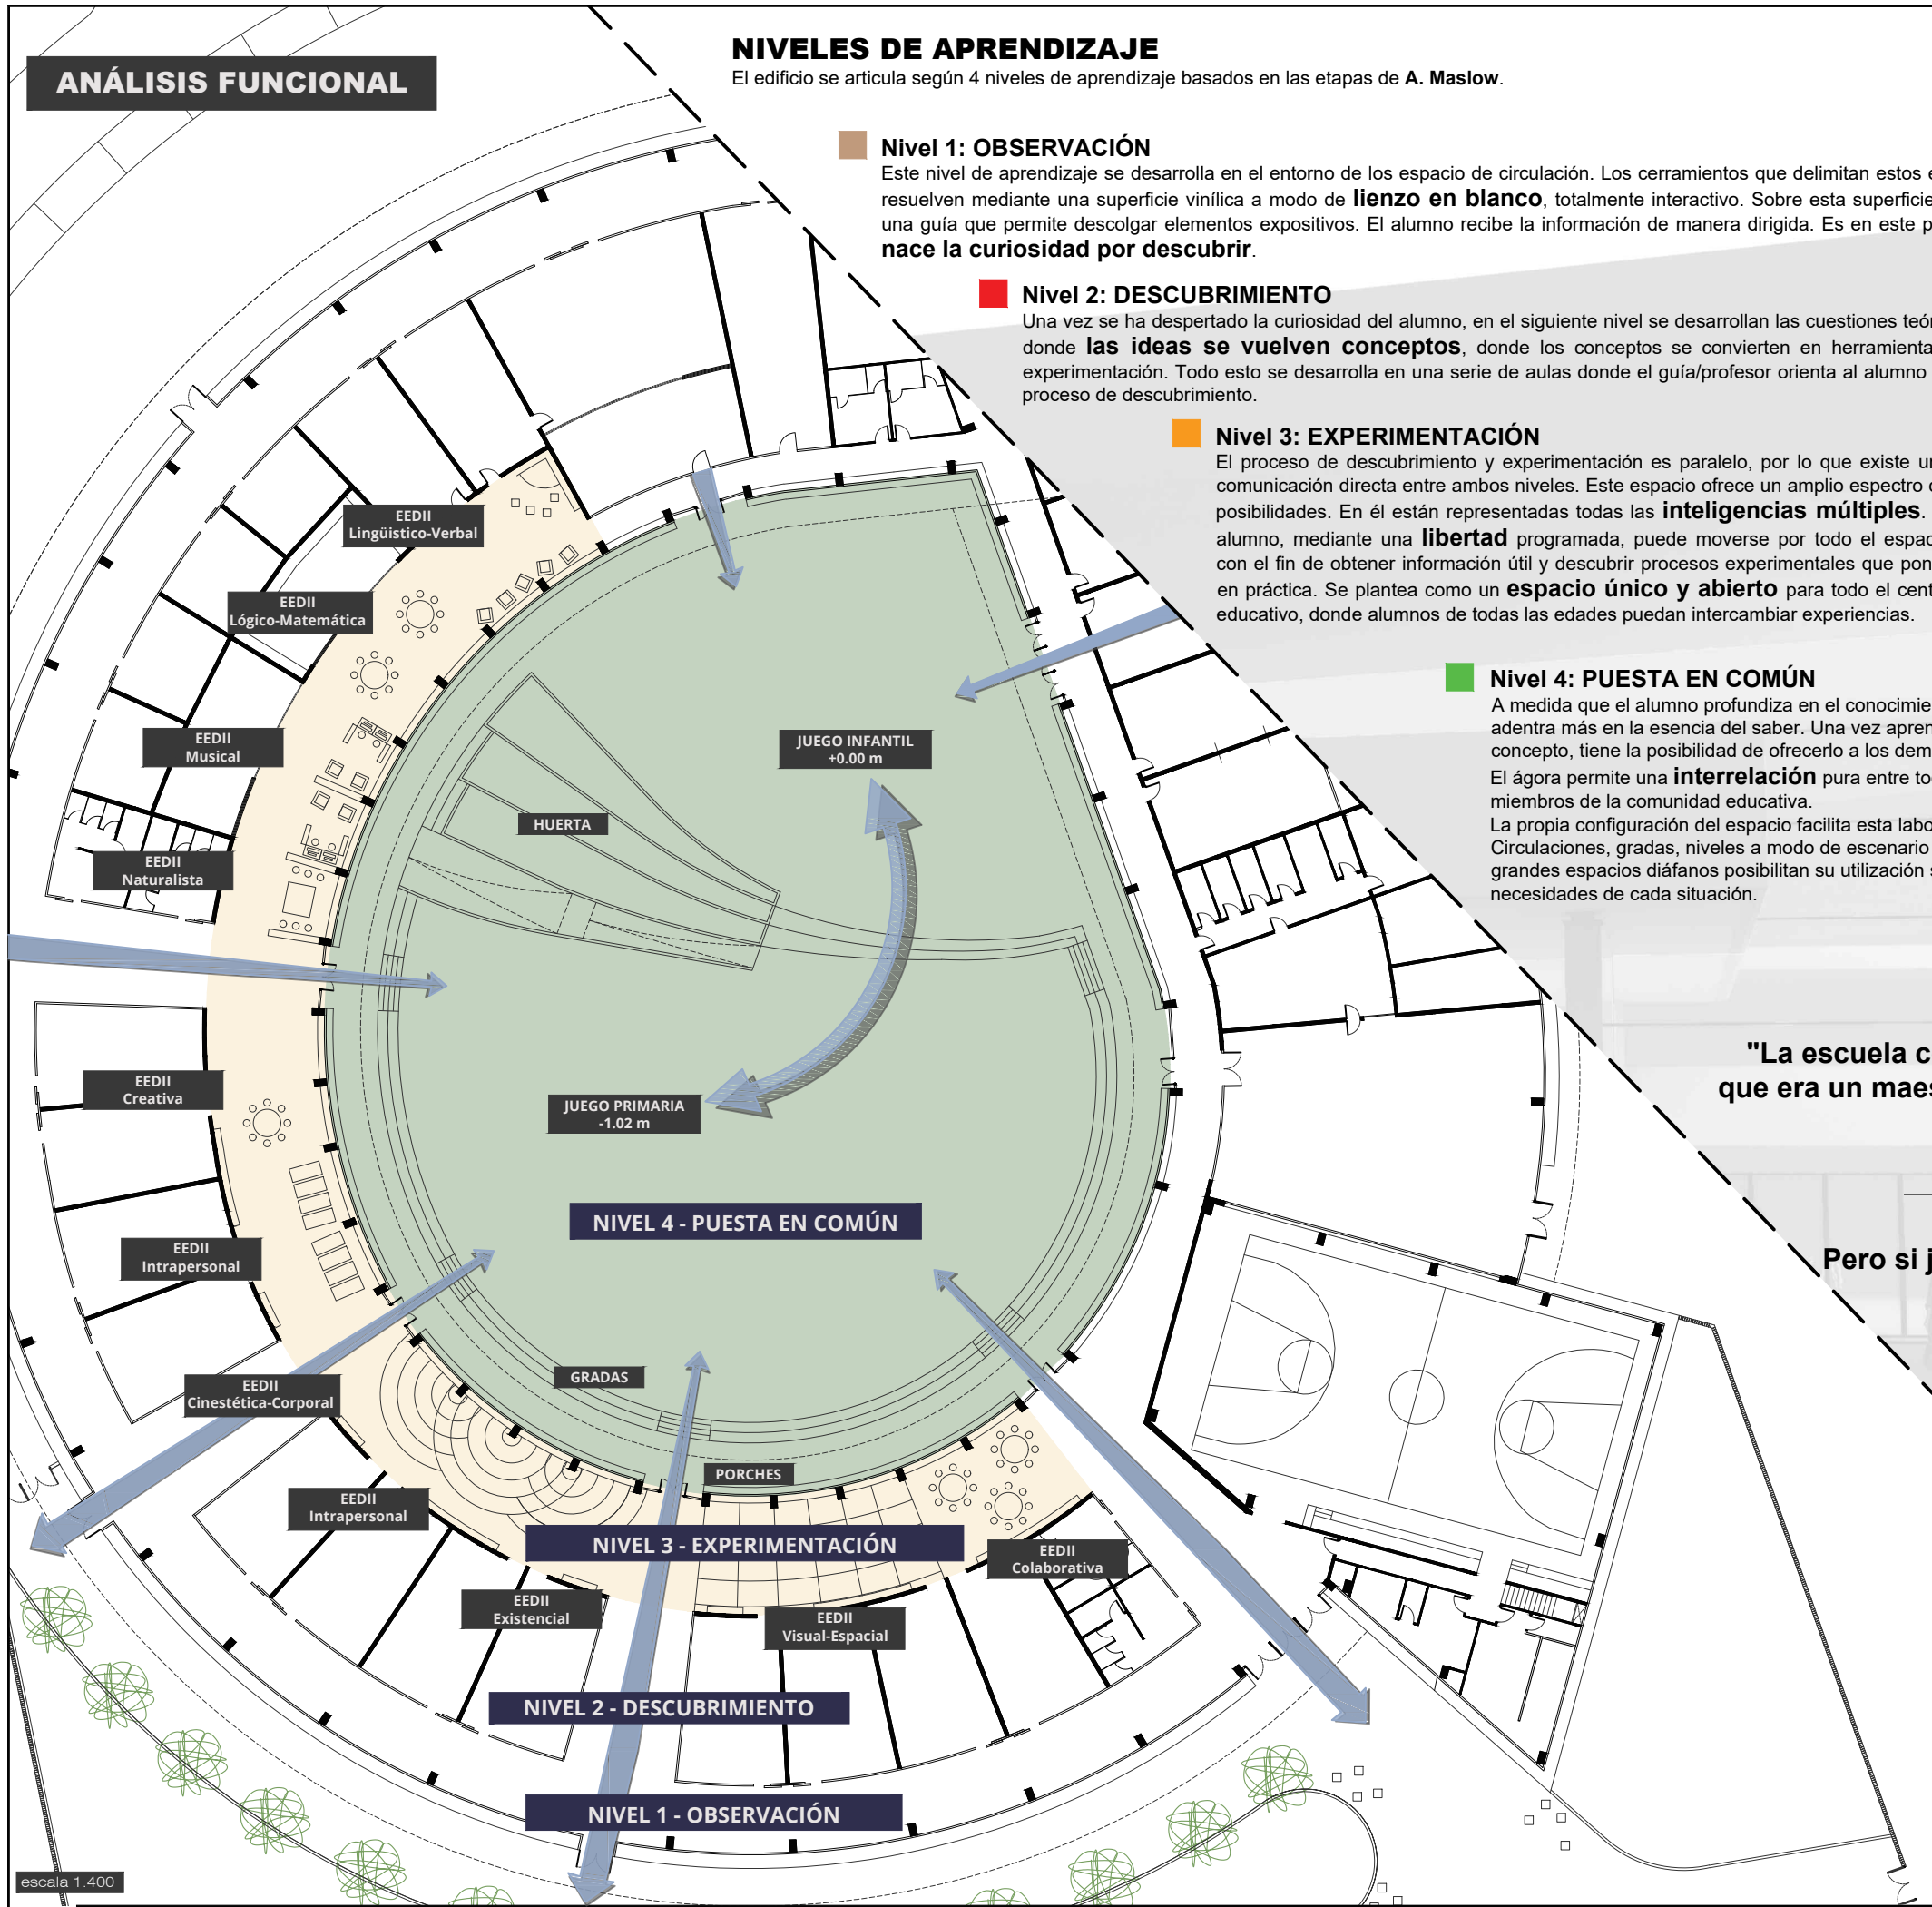 ANÁLISIS FUNCIONAL
NIVELES DE APRENDIZAJE
El edificio se articula según 4 niveles de aprendizaje basados en las etapas de A. Maslow.
Nivel 1: OBSERVACIÓN
Este nivel de aprendizaje se desarrolla en el entorno de los espacio de circulación. Los cerramientos que delimitan estos
resuelven mediante una superficie vinílica a modo de lienzo en blanco, totalmente interactivo. Sobre esta superficie
una guía que permite descolgar elementos expositivos. El alumno recibe la información de manera dirigida. Es en este
nace la curiosidad por descubrir.
Nivel 2: DESCUBRIMIENTO
Una vez se ha despertado la curiosidad del alumno, en el siguiente nivel se desarrollan las cuestiones
donde las ideas se vuelven conceptos, donde los conceptos se convierten en herramienta
experimentación. Todo esto se desarrolla en una serie de aulas donde el guía/profesor orienta al alumno
proceso de descubrimiento.
Nivel 3: EXPERIMENTACIÓN
El proceso de descubrimiento y experimentación es paralelo, por lo que existe
comunicación directa entre ambos niveles. Este espacio ofrece un amplio espectro
posibilidades. En él están representadas todas las inteligencias múltiples.
alumno, mediante una libertad programada, puede moverse por todo el
con el fin de obtener información útil y descubrir procesos experimentales que
en práctica. Se plantea como un espacio único y abierto para todo el
educativo, donde alumnos de todas las edades puedan intercambiar experiencias.
Nivel 4: PUESTA EN COMÚN
A medida que el alumno profundiza en el
adentra más en la esencia del saber. Una vez
concepto, tiene la posibilidad de ofrecerlo a los
El ágora permite una interrelación pura entre
miembros de la comunidad educativa.
La propia configuración del espacio facilita esta
Circulaciones, gradas, niveles a modo de escenario
grandes espacios diáfanos posibilitan su utilización
necesidades de cada situación.
"La escuela
que era un
Pero si
EEDII
Lingüistico-Verbal
EEDII
Lógico-Matemática
EEDII
Musical
EEDII
Naturalista
EEDII
Creativa
EEDII
Intrapersonal
EEDII
Cinestética-Corporal
EEDII
Intrapersonal
EEDII
Existencial
EEDII
Visual-Espacial
EEDII
Colaborativa
JUEGO INFANTIL
+0.00 m
HUERTA
JUEGO PRIMARIA
-1.02 m
NIVEL 4 - PUESTA EN COMÚN
GRADAS
PORCHES
NIVEL 3 - EXPERIMENTACIÓN
NIVEL 2 - DESCUBRIMIENTO
NIVEL 1 - OBSERVACIÓN
escala 1.400